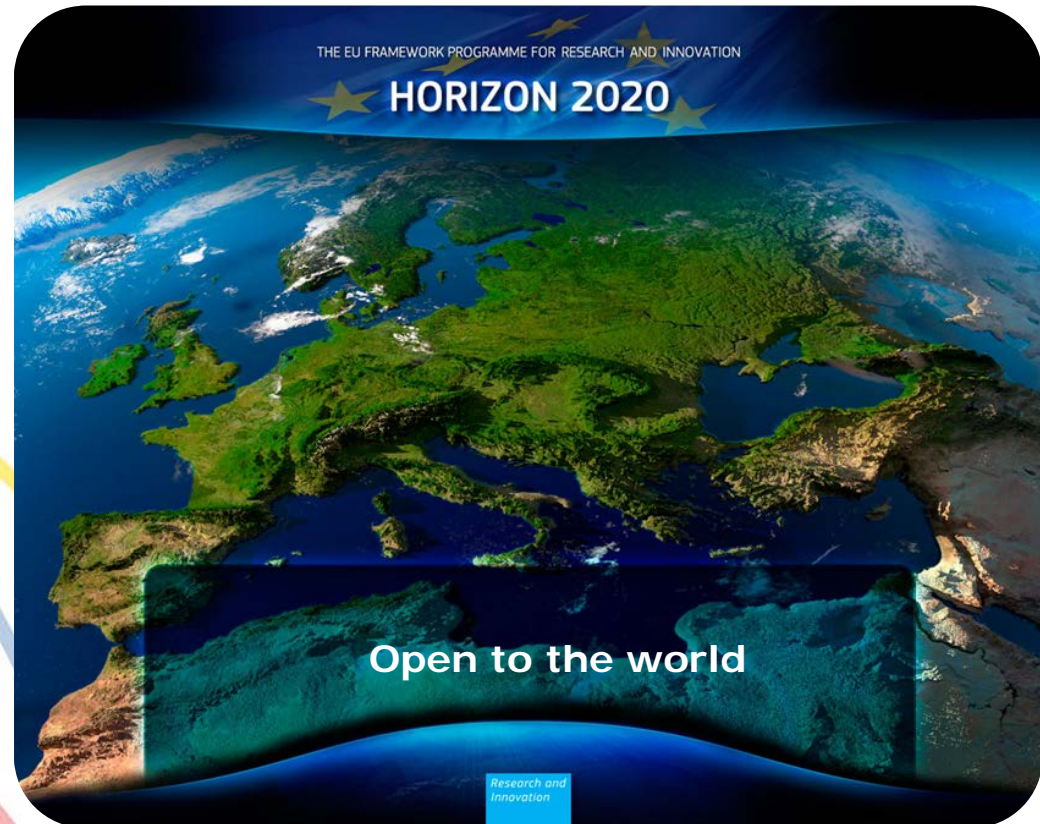 THE EU FRAMEWORK PROGRAMME FOR RESEARCH AND INNOVATION
HORIZON 2020
Open to the world
Research and
Innovation